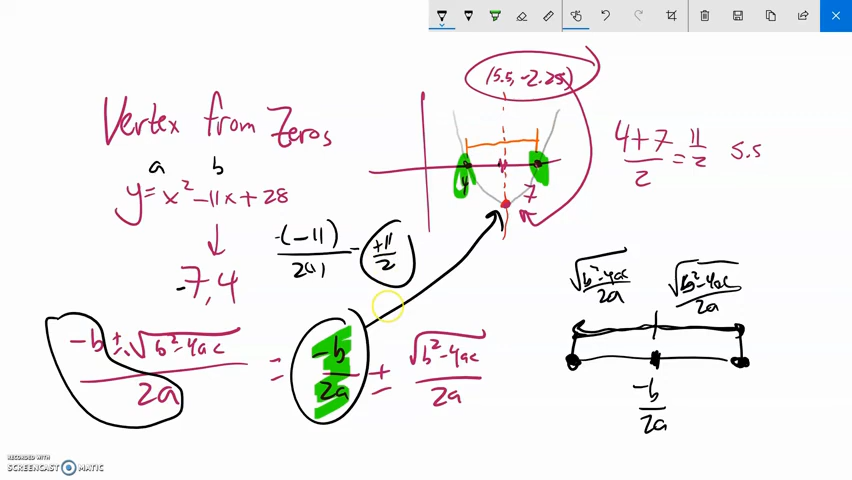 (5.5, -2.25)
Vertex from Zeros
a b
y = x² - 11x + 28
4 7
4+7/2 = 11/2 5.5
-(-11)/2(1) = +11/2
-7, 4
√b²-4ac/2a √b²-4ac/2a
-b ± √b²-4ac/2a = -b/2a ± √b²-4ac/2a
-b/2a
RECORDED WITH
SCREENCAST MATIC